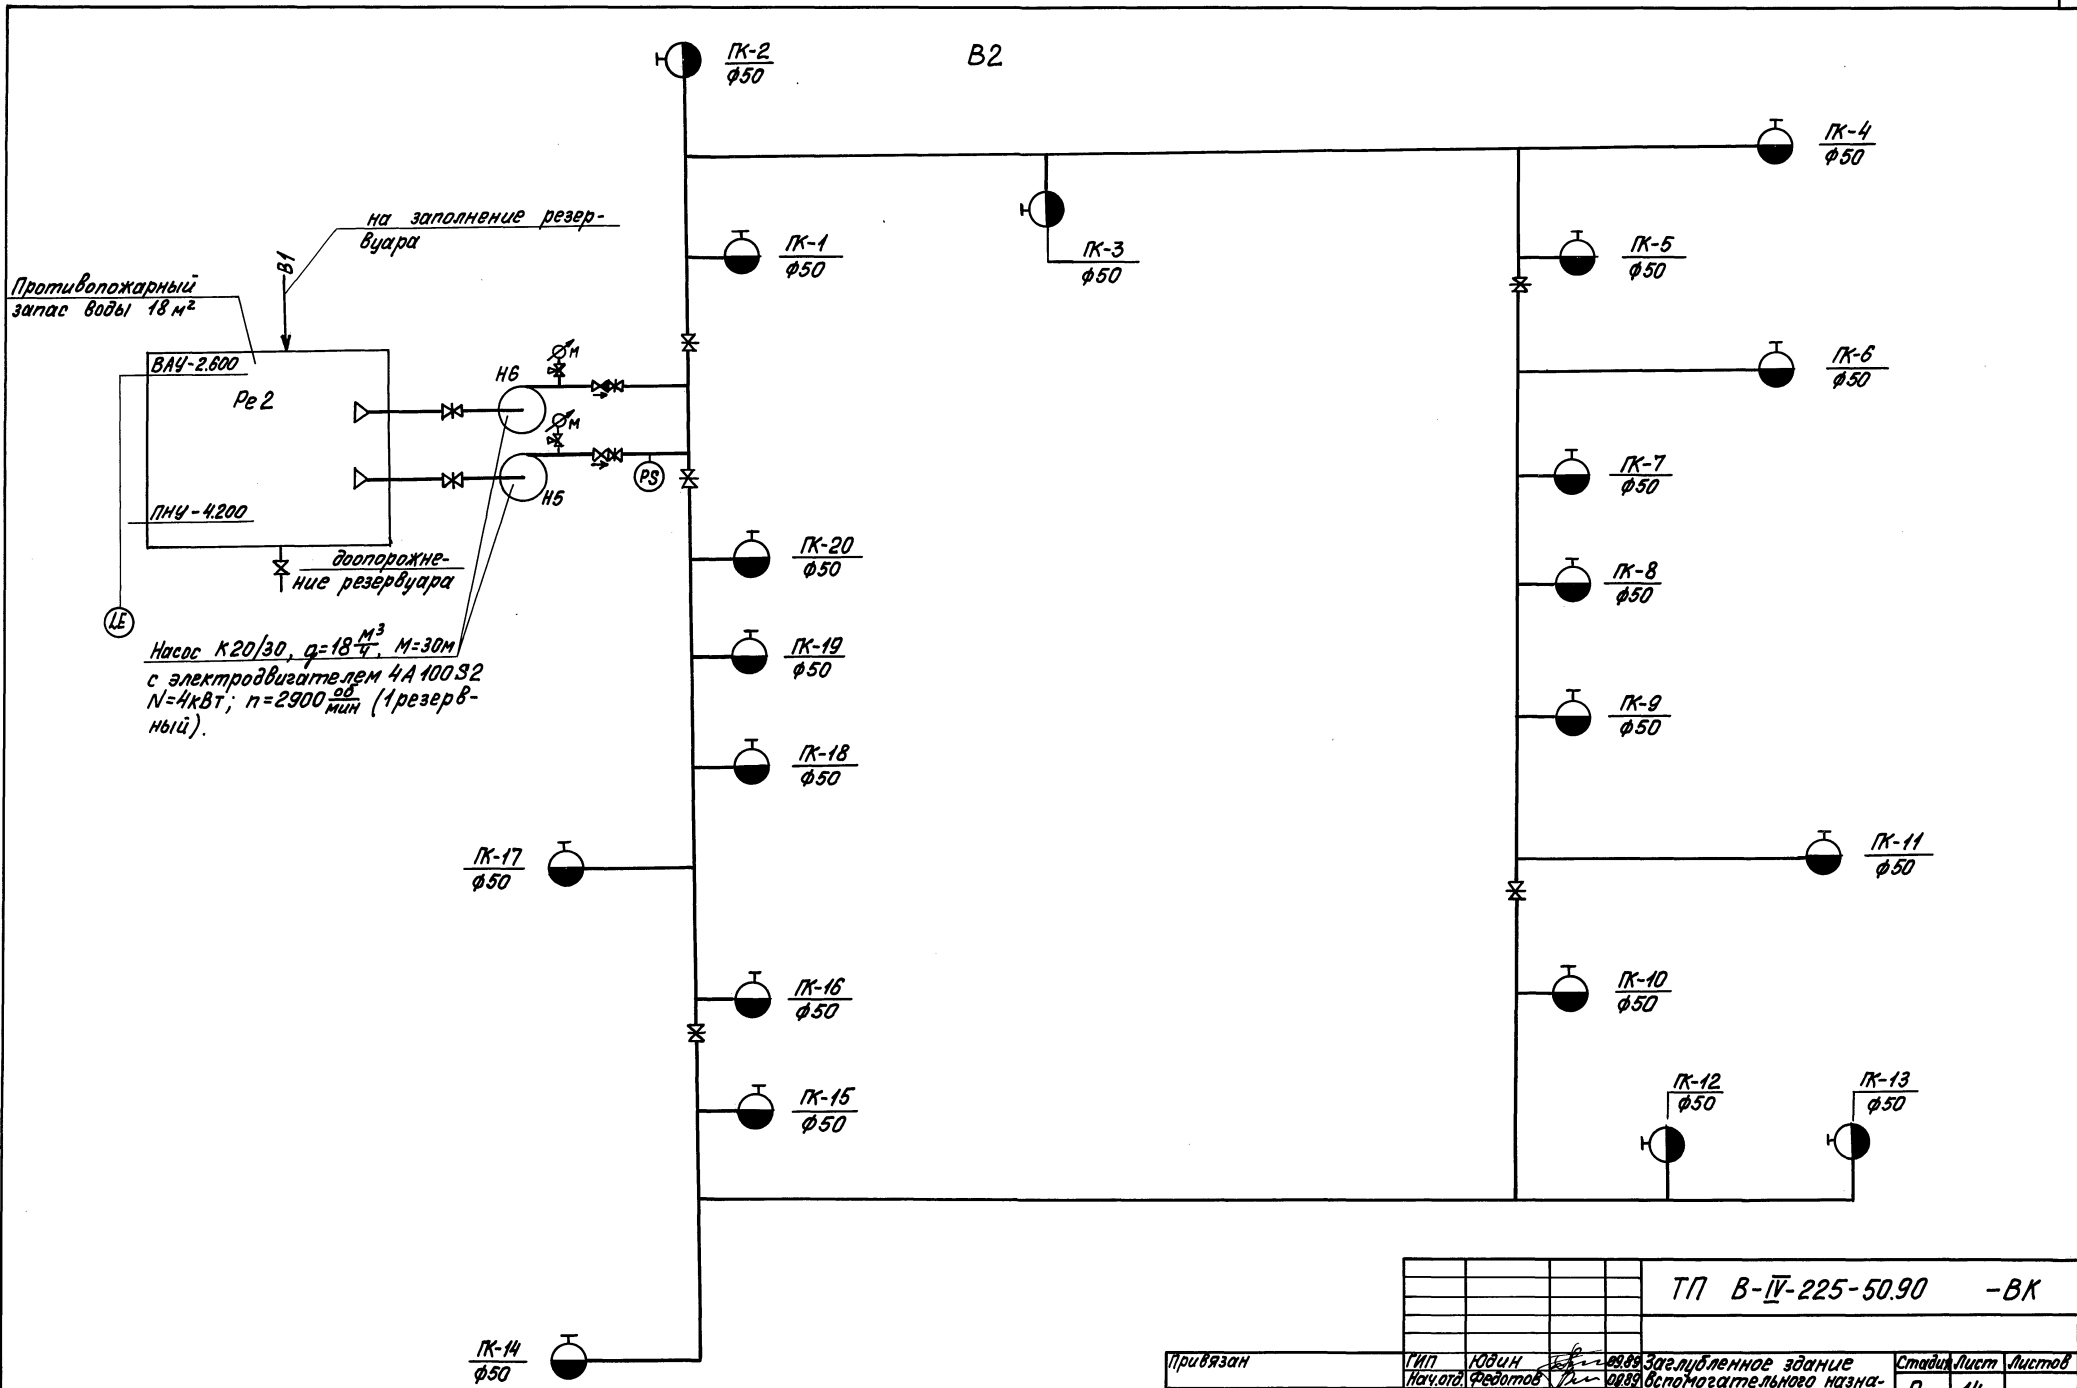 В2
ПК-2
ф50
ПК-4
ф50
на заполнение резер-
вуара
В1
ПК-1
ф50
ПК-3
ф50
ПК-5
ф50
Противопожарный
запас воды 18 м²
ВАУ-2.600
Ре2
ПНУ-4.200
Н6
М
М
Н5
PS
LE
доопорожне-
ние резервуара
Насос К20/30, q=18 м³/ч, М=30м
с электродвигателем 4А100S2
N=4кВт; n=2900 об/мин (1 резерв-
ный).
ПК-6
ф50
ПК-7
ф50
ПК-20
ф50
ПК-8
ф50
ПК-19
ф50
ПК-9
ф50
ПК-18
ф50
ПК-17
ф50
ПК-11
ф50
ПК-16
ф50
ПК-10
ф50
ПК-15
ф50
ПК-12
ф50
ПК-13
ф50
ПК-14
ф50
ТП В-IV-225-50.90 -ВК
Привязан
ГИП Юдин 09.89
Нач.отд. Федотов 09.89
Заглубленное здание
вспомогательного назна-
Стадия Лист Листов